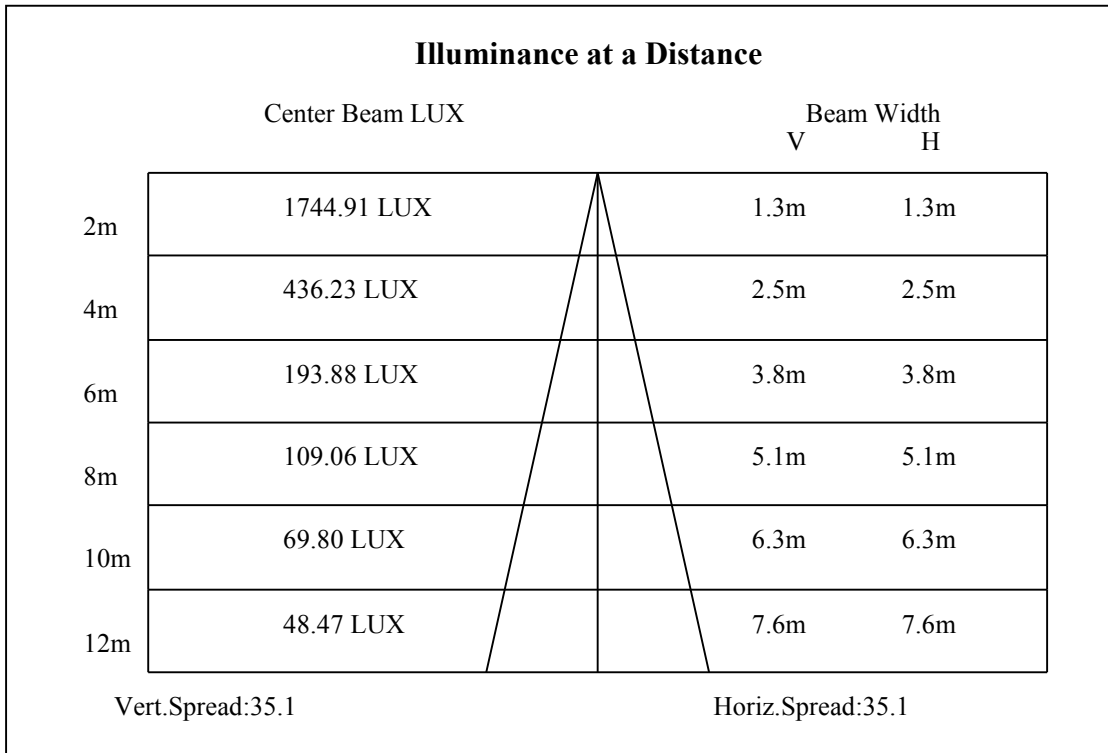 Illuminance at a Distance
Center Beam LUX Beam Width
V H
2m 1744.91 LUX 1.3m 1.3m
4m 436.23 LUX 2.5m 2.5m
6m 193.88 LUX 3.8m 3.8m
8m 109.06 LUX 5.1m 5.1m
10m 69.80 LUX 6.3m 6.3m
12m 48.47 LUX 7.6m 7.6m
Vert.Spread:35.1 Horiz.Spread:35.1